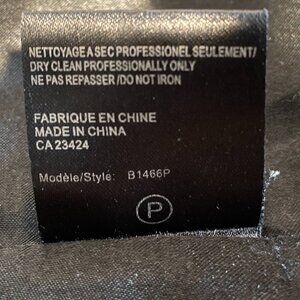 NETTOYAGE A SEC PROFESSIONEL SEULEMENT/
DRY CLEAN PROFESSIONALLY ONLY
NE PAS REPASSER / DO NOT IRON
FABRIQUE EN CHINE
MADE IN CHINA
CA 23424
Modèle/Style: B1466P
P